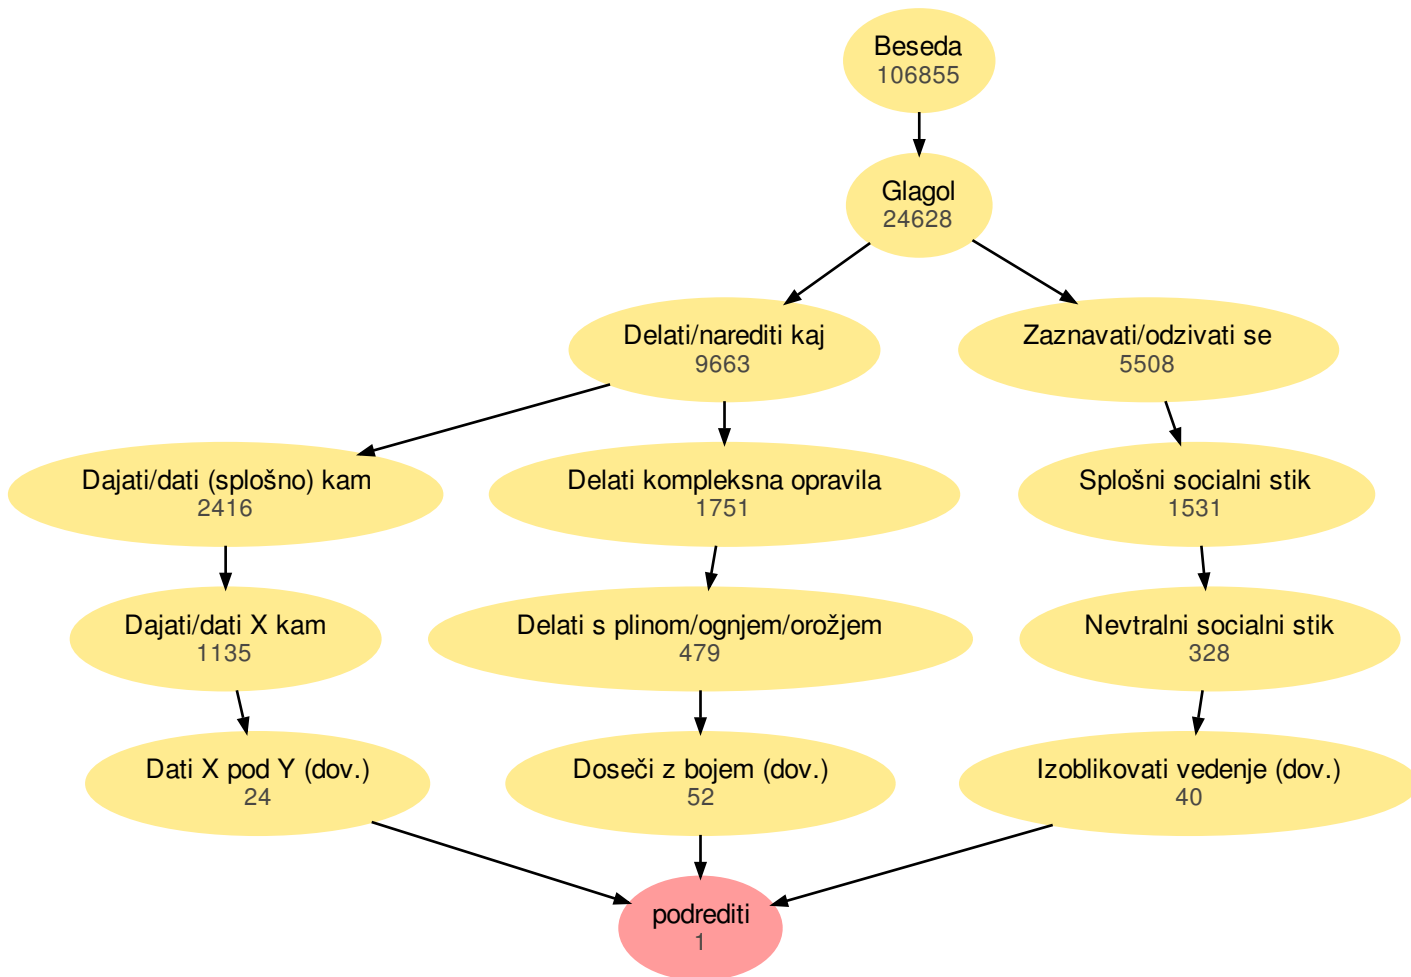 Beseda
106855
Glagol
24628
Delati/narediti kaj
9663
Zaznavati/odzivati se
5508
Dajati/dati (splošno) kam
2416
Delati kompleksna opravila
1751
Splošni socialni stik
1531
Dajati/dati X kam
1135
Delati s plinom/ognjem/orožjem
479
Nevtralni socialni stik
328
Dati X pod Y (dov.)
24
Doseči z bojem (dov.)
52
Izoblikovati vedenje (dov.)
40
podrediti
1